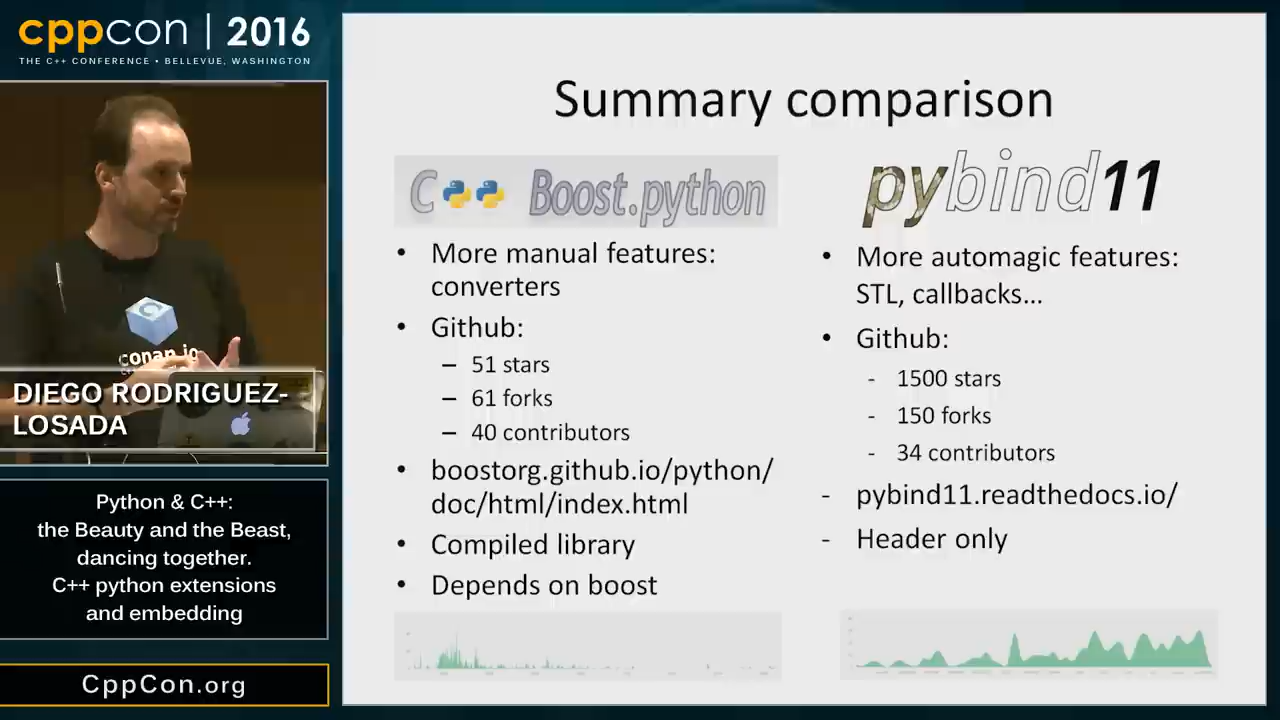 cppcon | 2016
THE C++ CONFERENCE • BELLEVUE, WASHINGTON
conan.io
DIEGO RODRIGUEZ-
LOSADA
Python & C++:
the Beauty and the Beast,
dancing together.
C++ python extensions
and embedding
CppCon.org
Summary comparison
C++ Boost.python
• More manual features:
converters
• Github:
– 51 stars
– 61 forks
– 40 contributors
• boostorg.github.io/python/
doc/html/index.html
• Compiled library
• Depends on boost
pybind11
• More automagic features:
STL, callbacks...
• Github:
- 1500 stars
- 150 forks
- 34 contributors
- pybind11.readthedocs.io/
- Header only